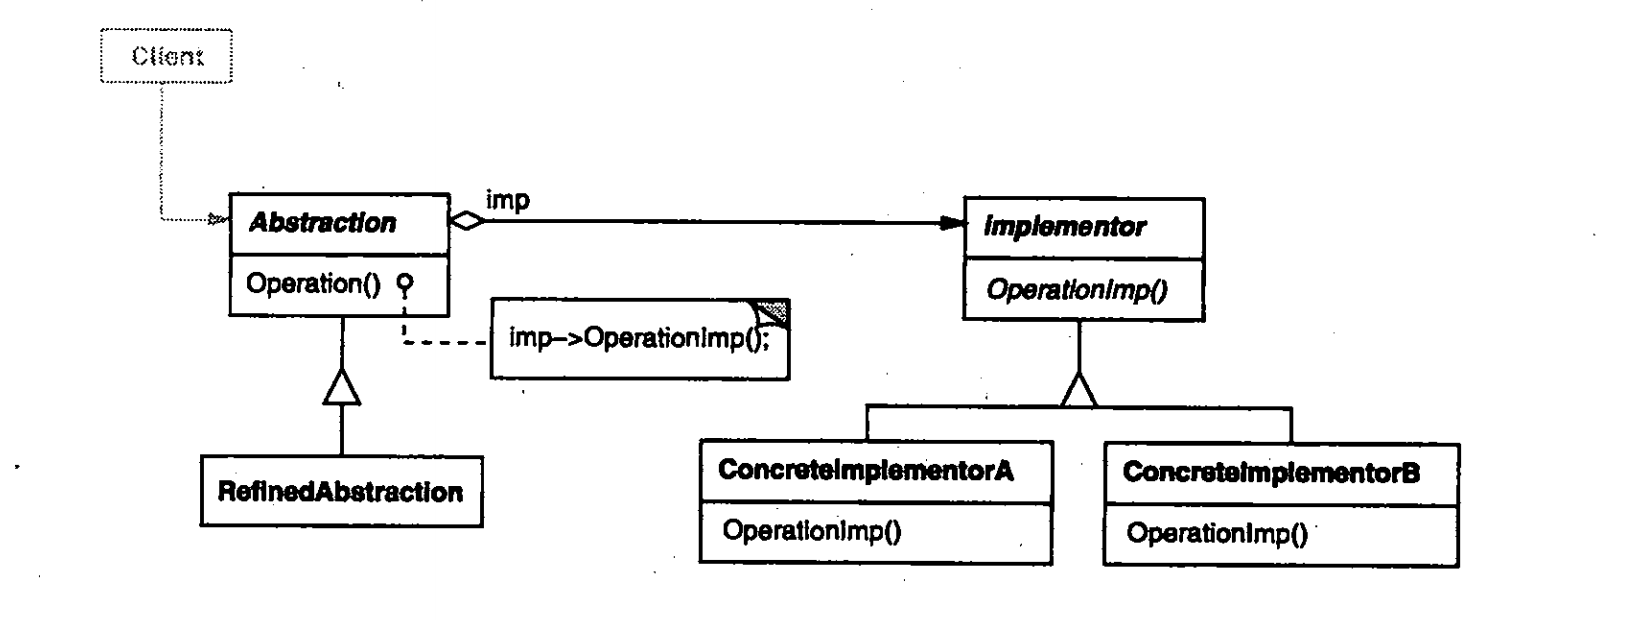 Client
imp
Abstraction
Implementor
Operation()
OperationImp()
imp->OperationImp();
RefinedAbstraction
ConcreteImplementorA
ConcreteImplementorB
OperationImp()
OperationImp()